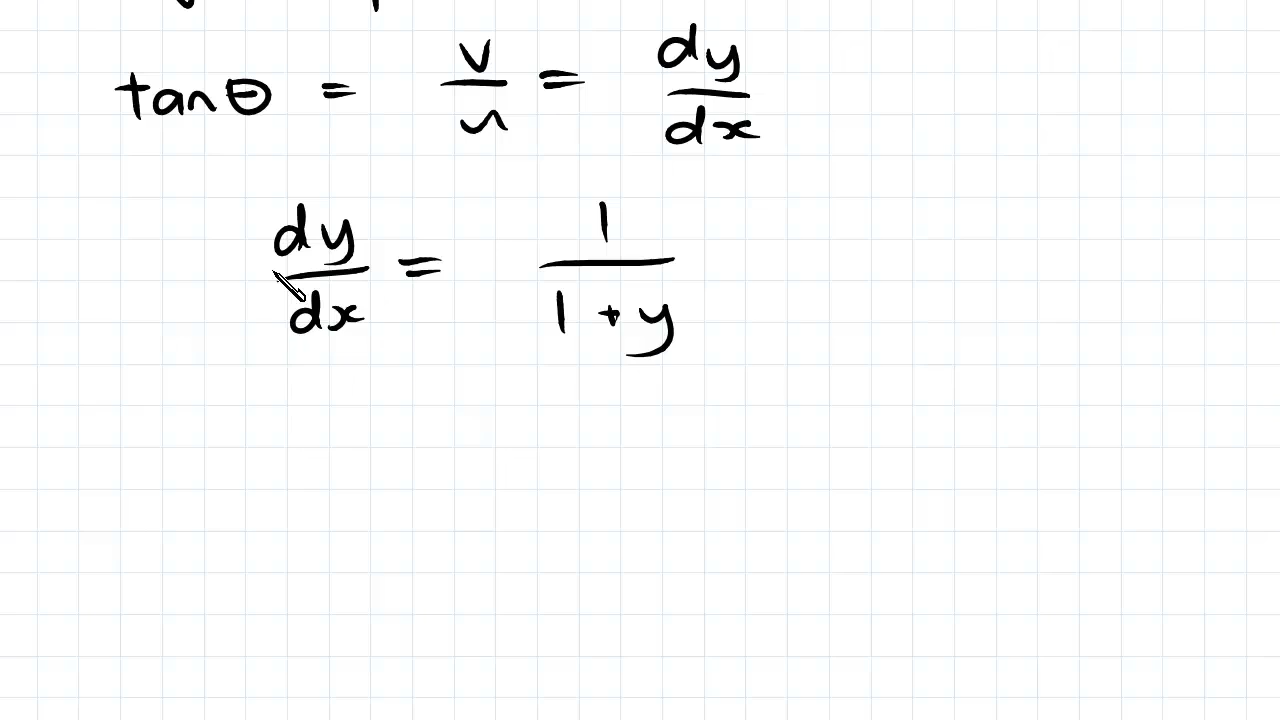 tanθ = v/u = dy/dx
dy/dx = 1/(1 + y)